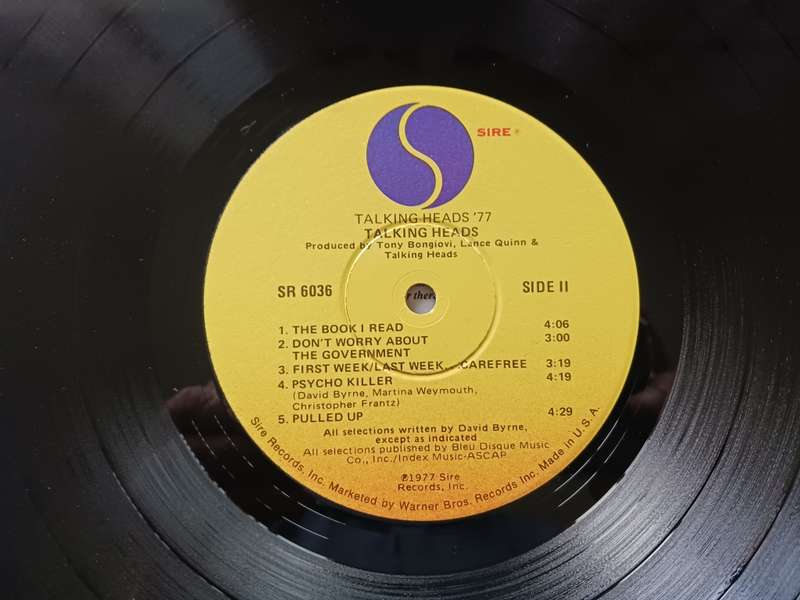 SIRE
TALKING HEADS '77
TALKING HEADS
Produced by Tony Bongiovi, Lance Quinn &
Talking Heads
SR 6036 SIDE II
r ther
1. THE BOOK I READ 4:06
2. DON'T WORRY ABOUT 3:00
THE GOVERNMENT
3. FIRST WEEK/LAST WEEK...CAREFREE 3:19
4. PSYCHO KILLER 4:19
(David Byrne, Martina Weymouth,
Christopher Frantz)
5. PULLED UP 4:29
All selections written by David Byrne,
except as indicated
All selections published by Bleu Disque Music
Co., Inc./Index Music-ASCAP
℗1977 Sire
Records, Inc.
Sire Records, Inc. Marketed by Warner Bros. Records Inc. Made in U.S.A.